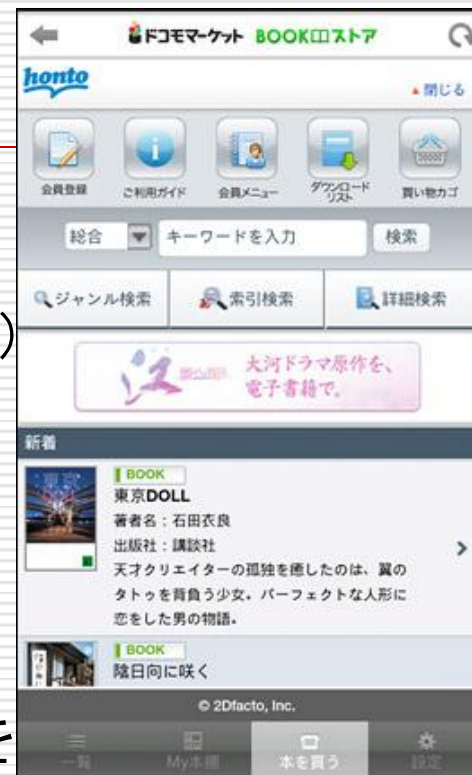 ドコモマーケット BOOKストア
honto
▲閉じる
会員登録
ご利用ガイド
会員メニュー
ダウンロード
リスト
買い物カゴ
総合
キーワードを入力
検索
ジャンル検索
索引検索
詳細検索
)
江
大河ドラマ原作を、
電子書籍で。
新着
BOOK
東京DOLL
著者名：石田衣良
出版社：講談社
天才クリエイターの孤独を癒したのは、翼の
タトゥを背負う少女。パーフェクトな人形に
恋をした男の物語。
BOOK
陰日向に咲く
© 2Dfacto, Inc.
と
一覧
My本棚
本を買う
設定